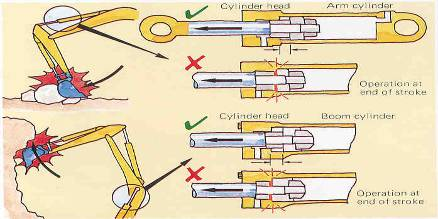 Cylinder head Arm cylinder
Operation at
end of stroke
Cylinder head Boom cylinder
Operation at
end of stroke